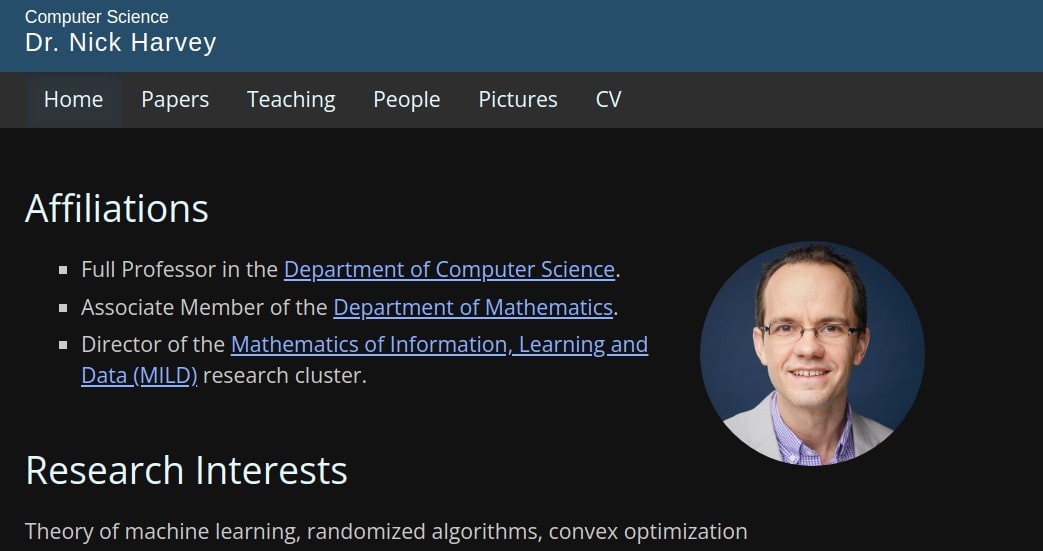 Computer Science
Dr. Nick Harvey
Home Papers Teaching People Pictures CV
Affiliations
Full Professor in the Department of Computer Science.
Associate Member of the Department of Mathematics.
Director of the Mathematics of Information, Learning and
Data (MILD) research cluster.
Research Interests
Theory of machine learning, randomized algorithms, convex optimization